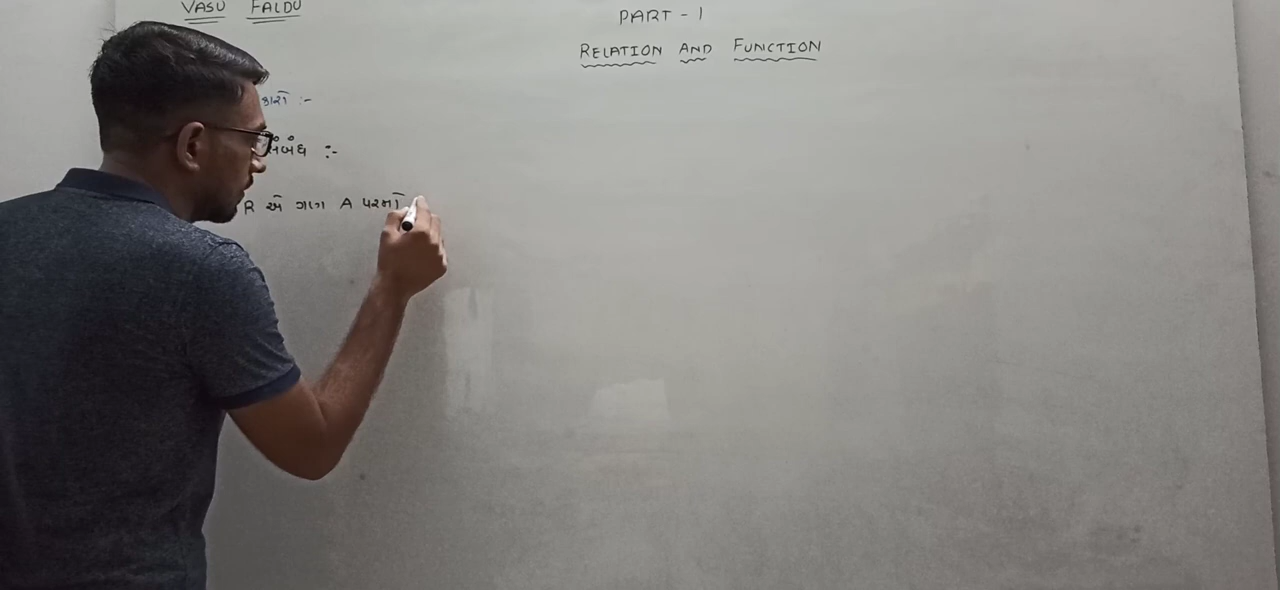 VASU FALDU
PART - 1
RELATION AND FUNCTION
:-
સંબંધ :-
R એ ગણ A પરનો